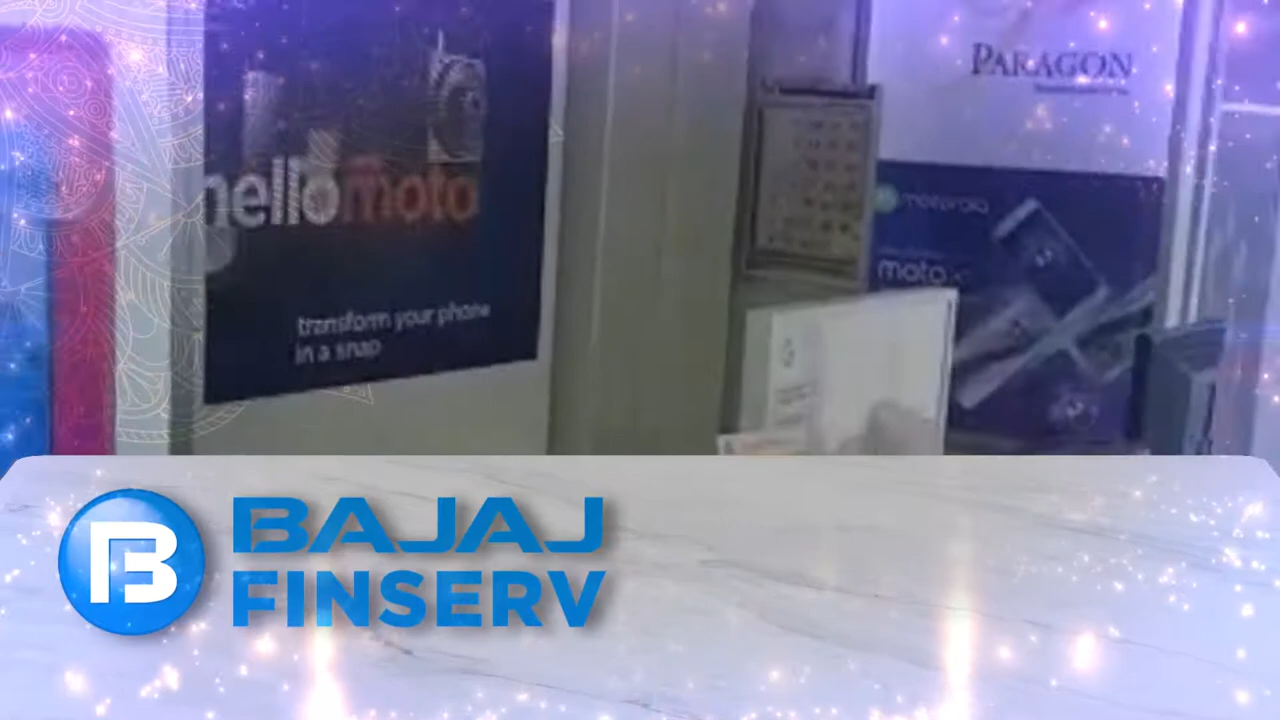 hellomoto
transform your phone
in a snap
PARAGON
motorola
moto x
B
BAJAJ
FINSERV